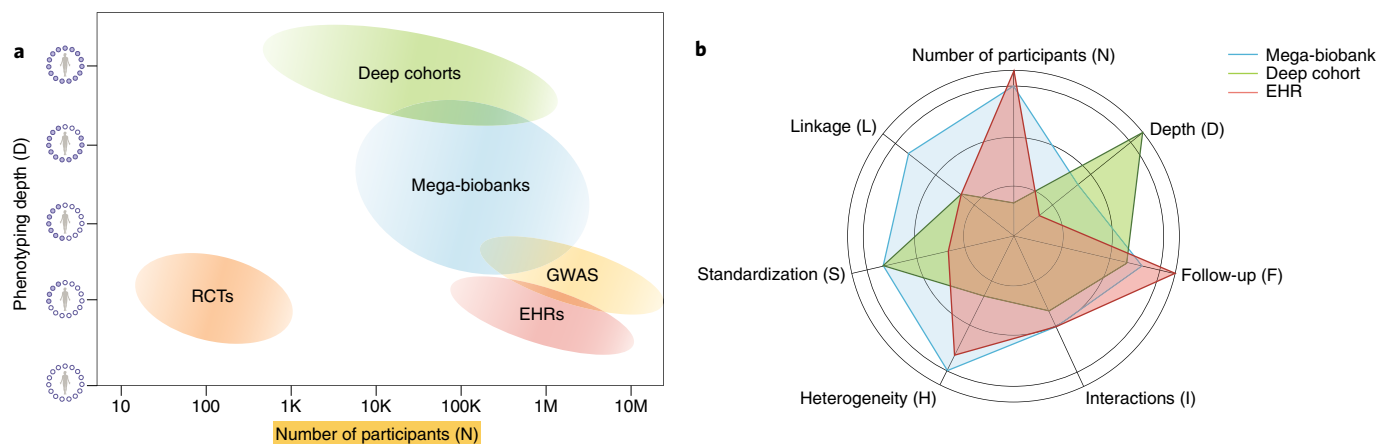 a
Phenotyping depth (D)
Deep cohorts
Mega-biobanks
GWAS
RCTs
EHRs
10
100
1K
10K
100K
1M
10M
Number of participants (N)
b
Mega-biobank
Deep cohort
EHR
Number of participants (N)
Linkage (L)
Depth (D)
Standardization (S)
Follow-up (F)
Heterogeneity (H)
Interactions (I)